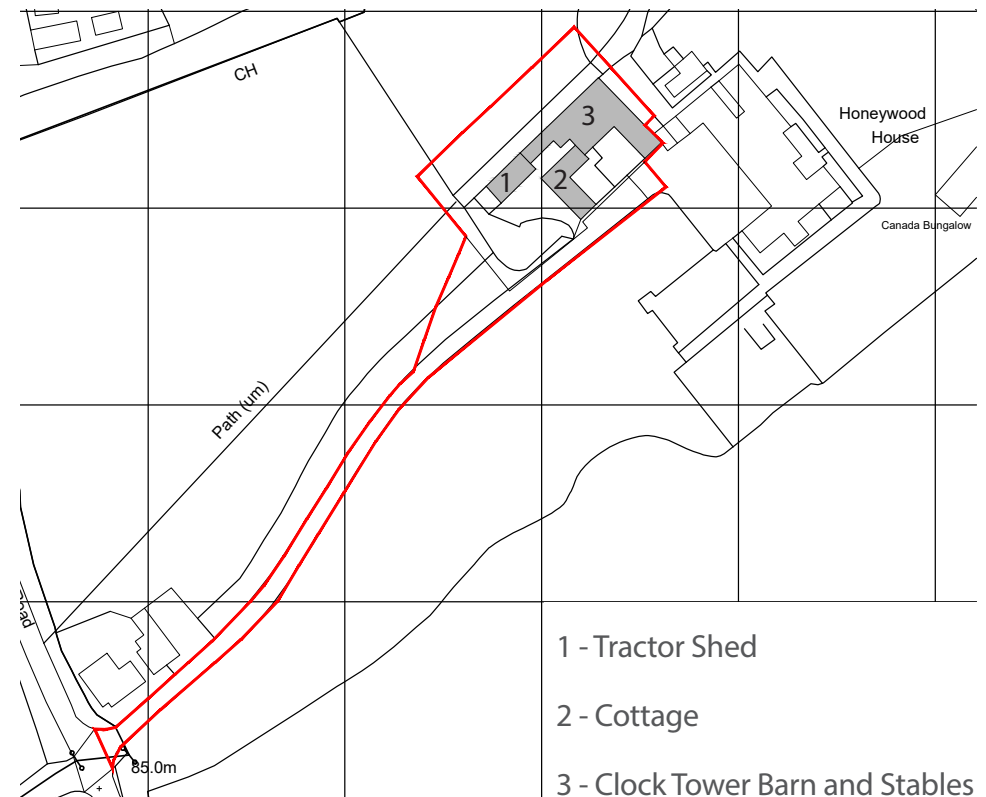 CH
3
Honeywood
House
1
2
Canada Bungalow
Path (um)
85.0m
1 - Tractor Shed
2 - Cottage
3 - Clock Tower Barn and Stables